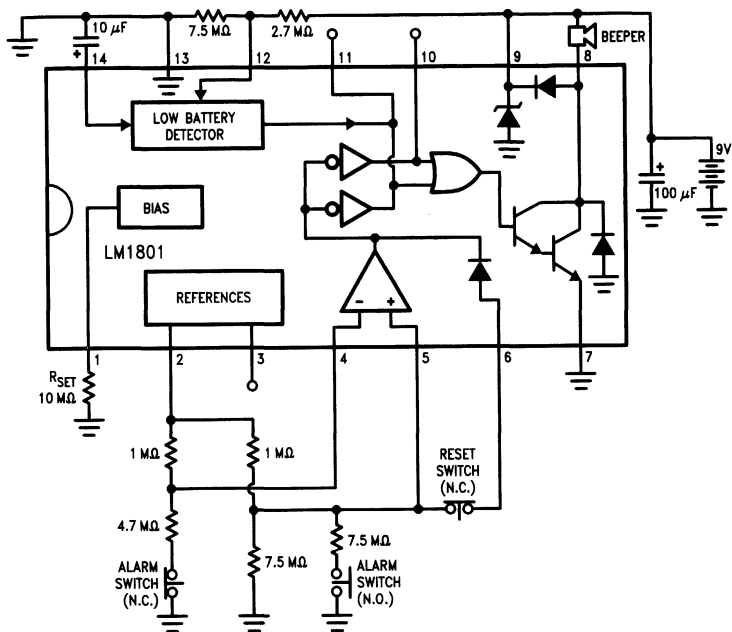 10 μF
7.5 MΩ
2.7 MΩ
BEEPER
+
14
13
12
11
10
9
8
LOW BATTERY
DETECTOR
9V
+
100 μF
BIAS
LM1801
REFERENCES
- +
1
2
3
4
5
6
7
RSET
10 MΩ
1 MΩ
1 MΩ
RESET
SWITCH
(N.C.)
4.7 MΩ
7.5 MΩ
7.5 MΩ
ALARM
SWITCH
(N.C.)
ALARM
SWITCH
(N.O.)